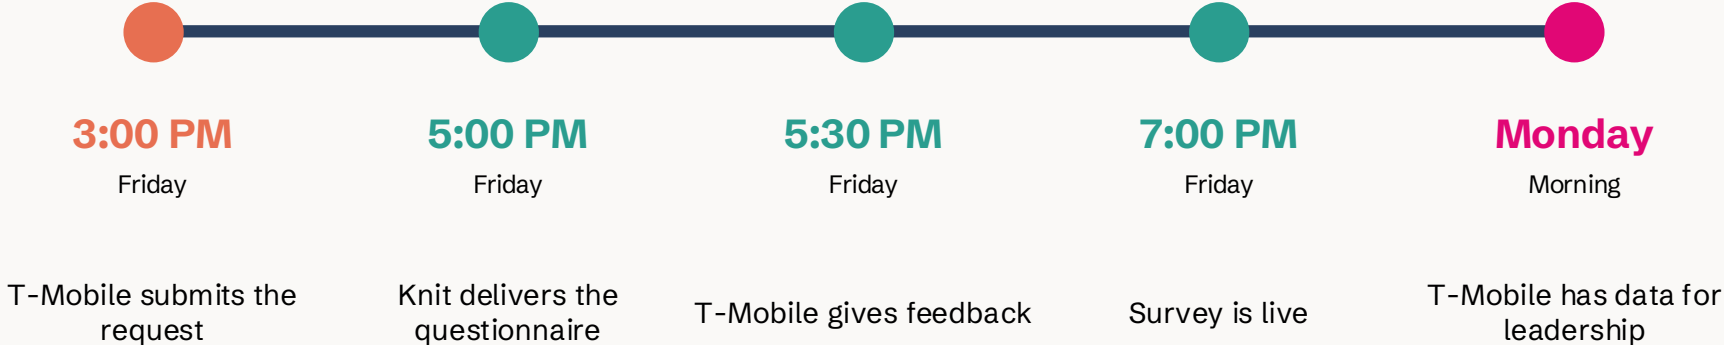 3:00 PM
Friday
T-Mobile submits the
request
5:00 PM
Friday
Knit delivers the
questionnaire
5:30 PM
Friday
T-Mobile gives feedback
7:00 PM
Friday
Survey is live
Monday
Morning
T-Mobile has data for
leadership